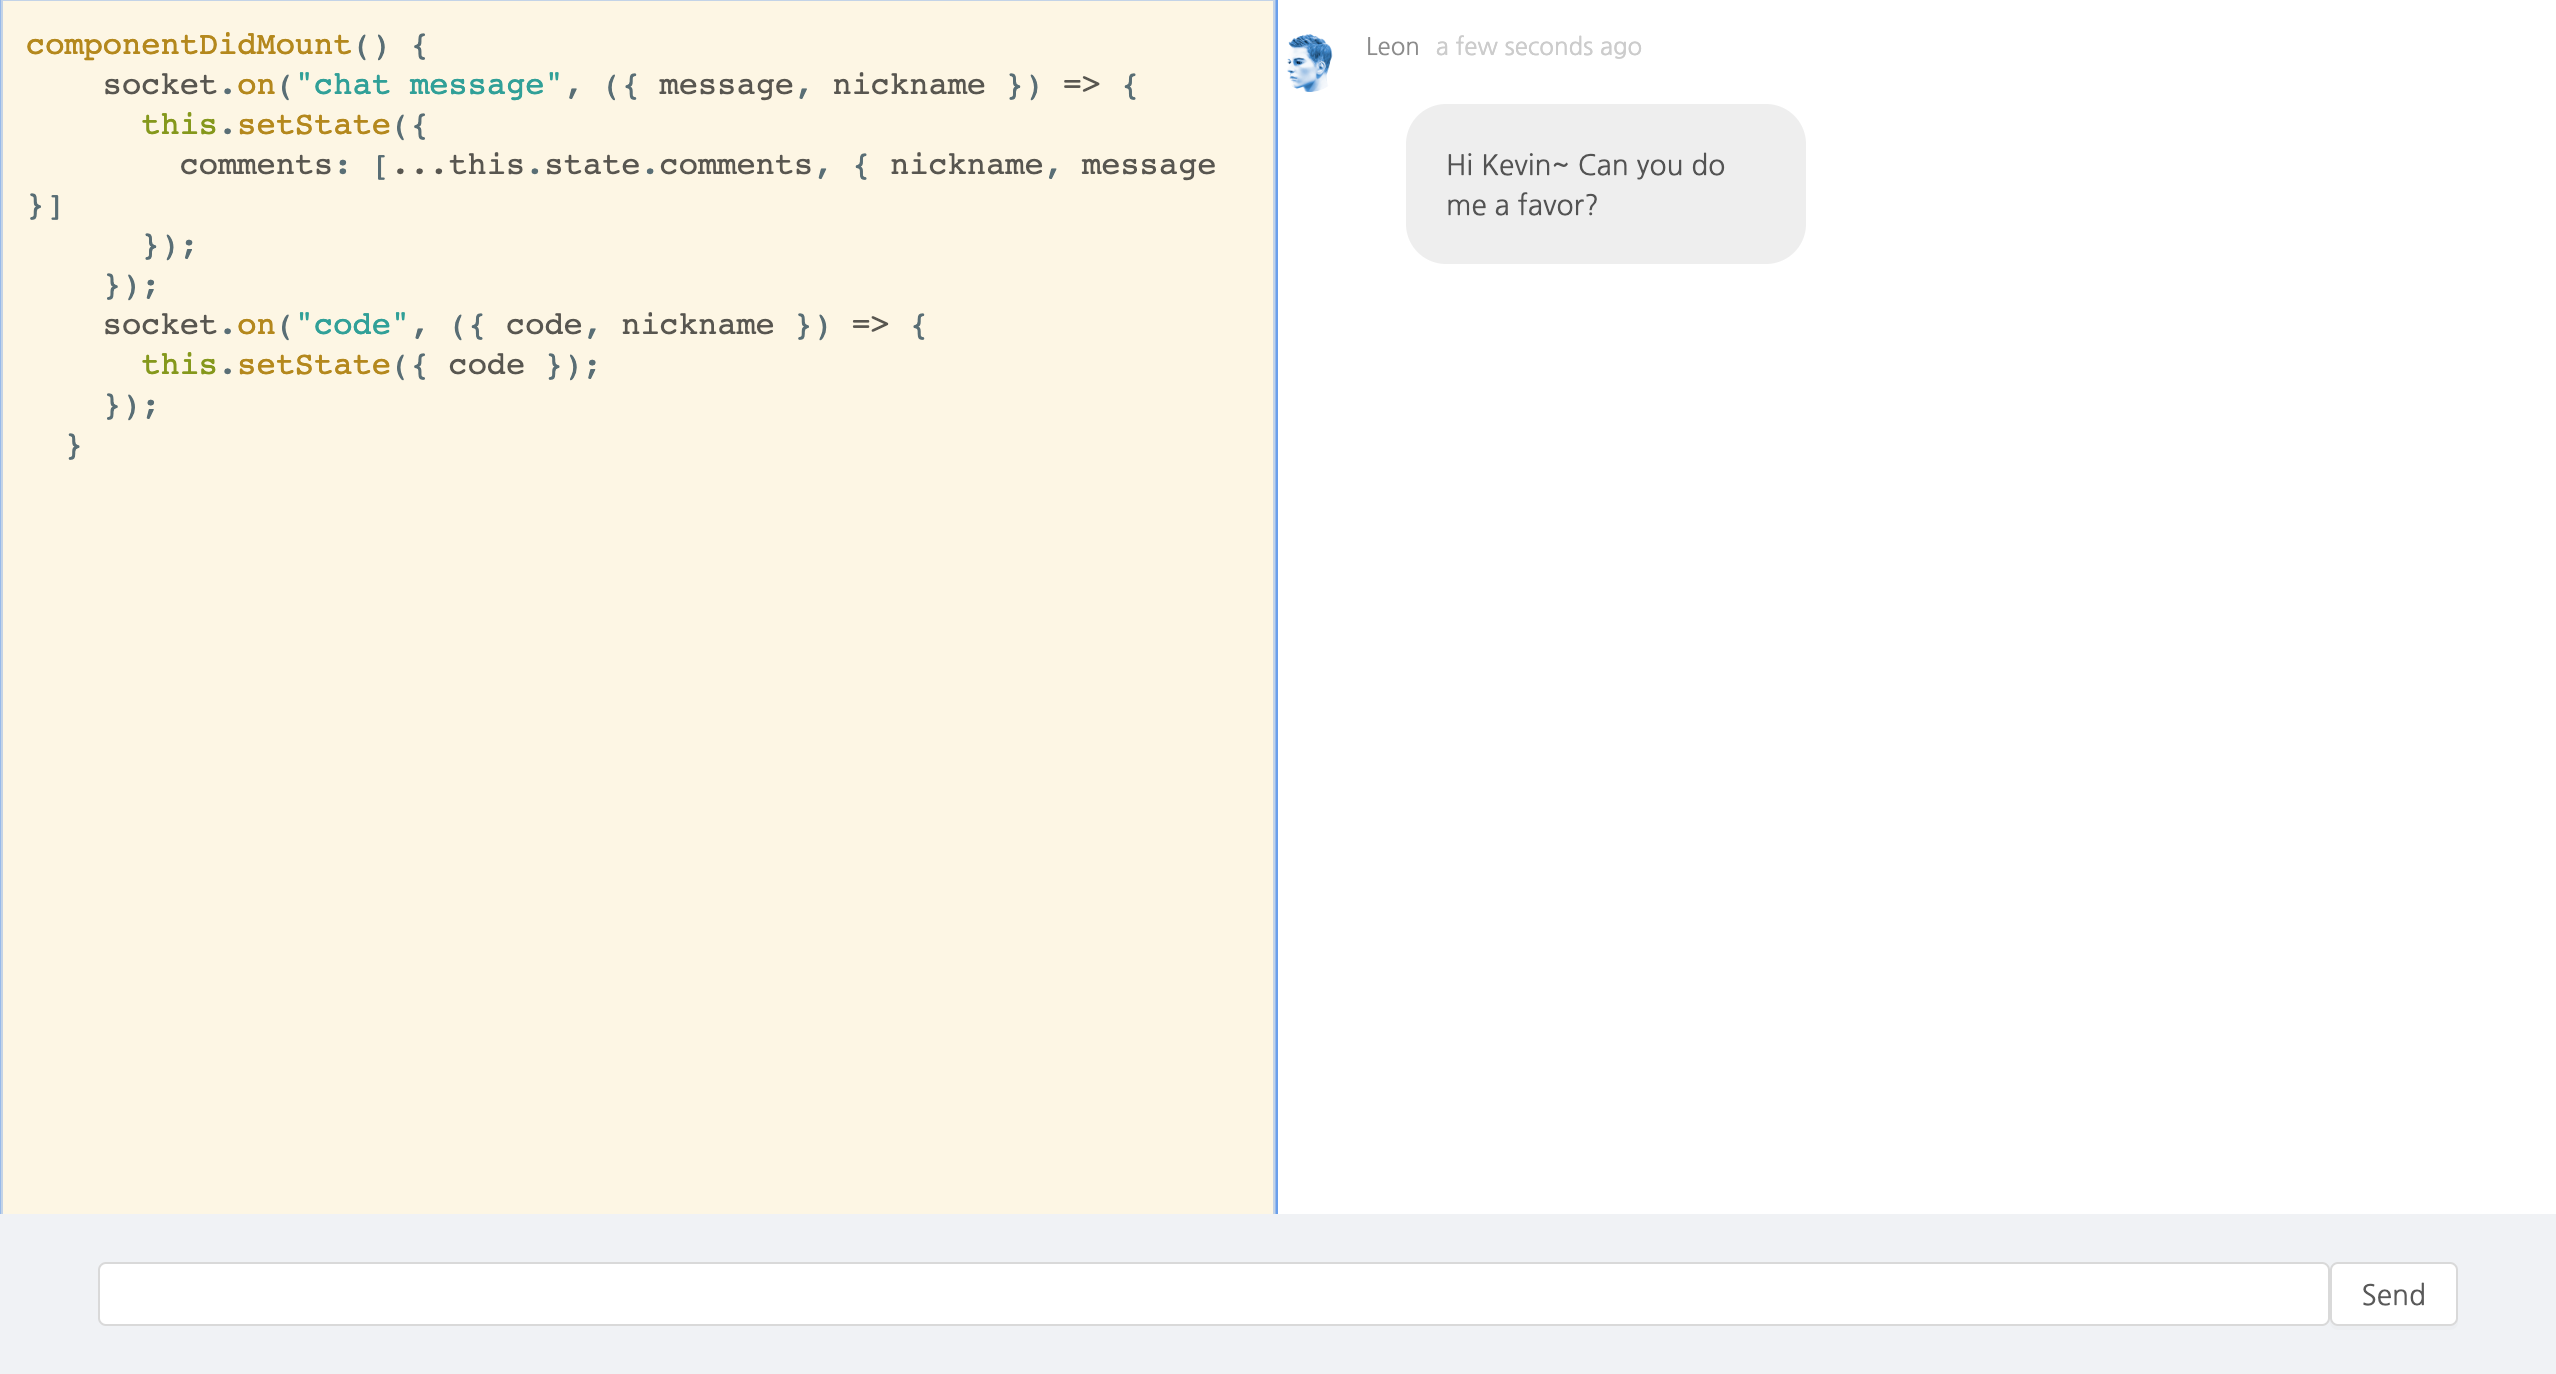 componentDidMount() {
    socket.on("chat message", ({ message, nickname }) => {
      this.setState({
        comments: [...this.state.comments, { nickname, message
}]
      });
    });
    socket.on("code", ({ code, nickname }) => {
      this.setState({ code });
    });
  }
Leon a few seconds ago
Hi Kevin~ Can you do
me a favor?
Send